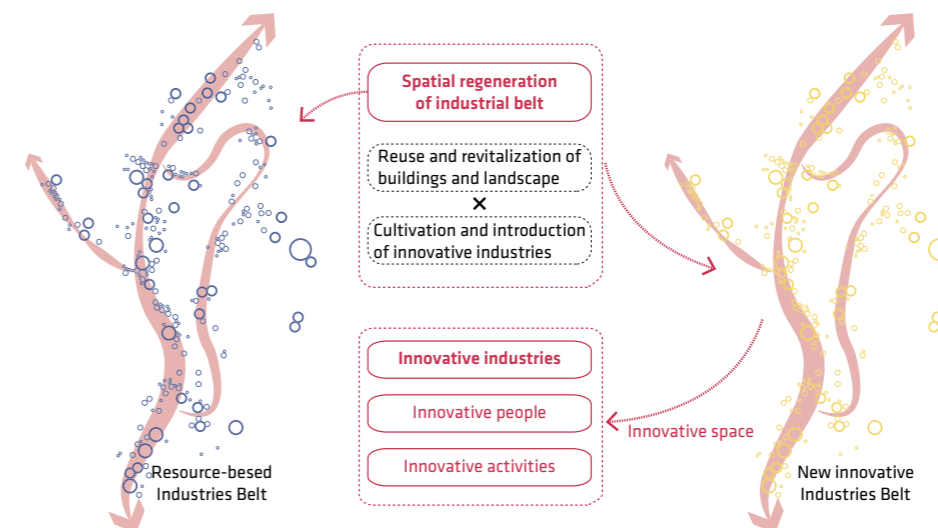 Spatial regeneration
of industrial belt
Reuse and revitalization of
buildings and landscape
×
Cultivation and introduction
of innovative industries
Innovative industries
Innovative people
Innovative activities
Innovative space
Resource-besed
Industries Belt
New innovative
Industries Belt